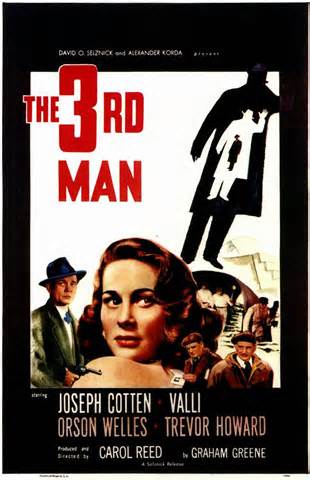 DAVID O. SELZNICK and ALEXANDER KORDA
present
THE 3RD
MAN
starring
JOSEPH COTTEN · VALLI
ORSON WELLES · TREVOR HOWARD
Produced and Directed by CAROL REED by GRAHAM GREENE
A Selznick Release